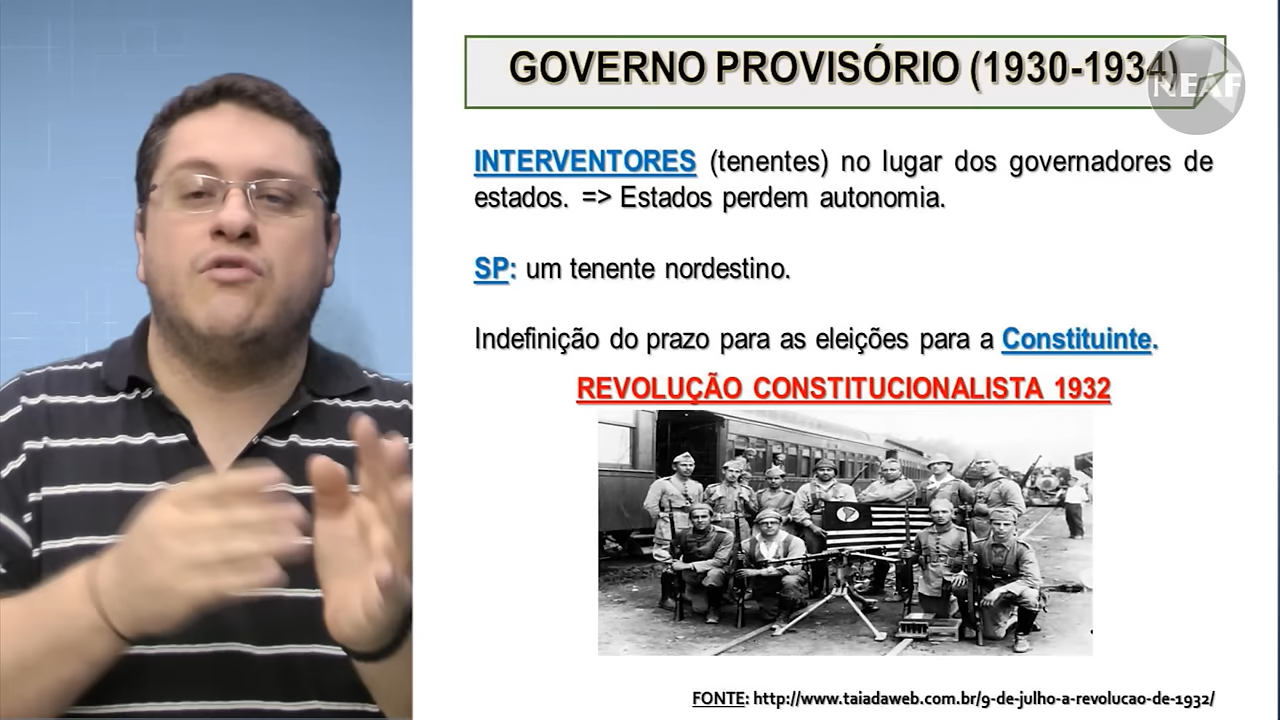 GOVERNO PROVISÓRIO (1930-1934)
NEAF
INTERVENTORES (tenentes) no lugar dos governadores de
estados. => Estados perdem autonomia.
SP: um tenente nordestino.
Indefinição do prazo para as eleições para a Constituinte.
REVOLUÇÃO CONSTITUCIONALISTA 1932
FONTE: http://www.taiadaweb.com.br/9-de-julho-a-revolucao-de-1932/